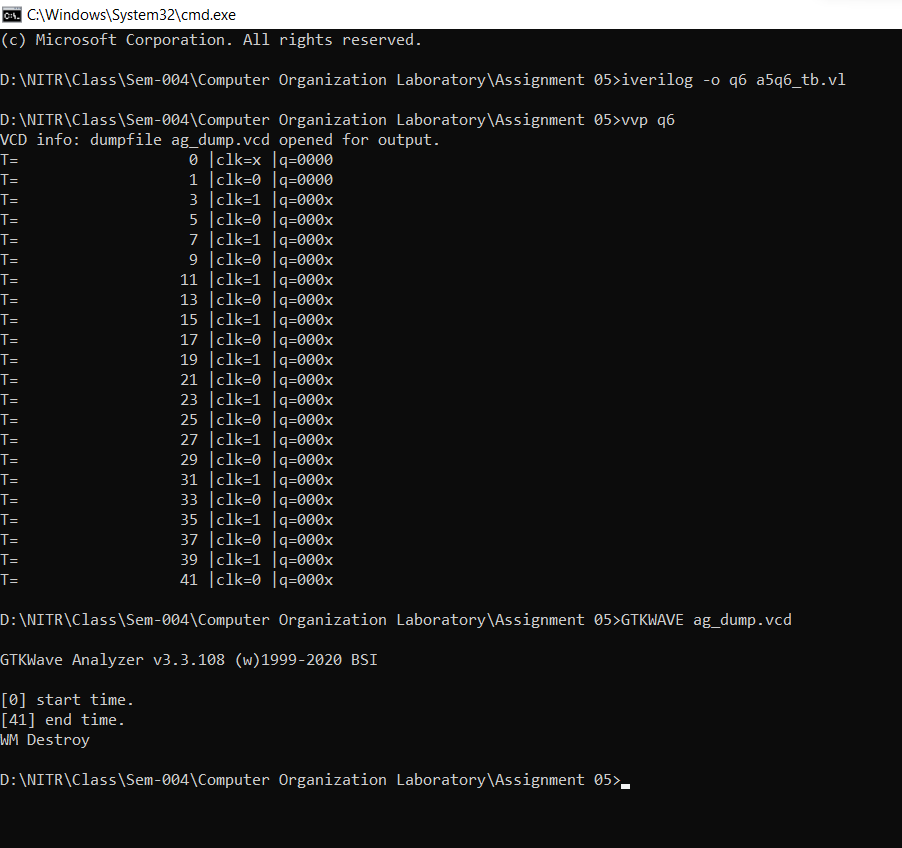 C:\Windows\System32\cmd.exe
(c) Microsoft Corporation. All rights reserved.
D:\NITR\Class\Sem-004\Computer Organization Laboratory\Assignment 05>iverilog -o q6 a5q6_tb.vl
D:\NITR\Class\Sem-004\Computer Organization Laboratory\Assignment 05>vvp q6
VCD info: dumpfile ag_dump.vcd opened for output.
T=                   0 |clk=x |q=0000
T=                   1 |clk=0 |q=0000
T=                   3 |clk=1 |q=000x
T=                   5 |clk=0 |q=000x
T=                   7 |clk=1 |q=000x
T=                   9 |clk=0 |q=000x
T=                  11 |clk=1 |q=000x
T=                  13 |clk=0 |q=000x
T=                  15 |clk=1 |q=000x
T=                  17 |clk=0 |q=000x
T=                  19 |clk=1 |q=000x
T=                  21 |clk=0 |q=000x
T=                  23 |clk=1 |q=000x
T=                  25 |clk=0 |q=000x
T=                  27 |clk=1 |q=000x
T=                  29 |clk=0 |q=000x
T=                  31 |clk=1 |q=000x
T=                  33 |clk=0 |q=000x
T=                  35 |clk=1 |q=000x
T=                  37 |clk=0 |q=000x
T=                  39 |clk=1 |q=000x
T=                  41 |clk=0 |q=000x
D:\NITR\Class\Sem-004\Computer Organization Laboratory\Assignment 05>GTKWAVE ag_dump.vcd
GTKWave Analyzer v3.3.108 (w)1999-2020 BSI
[0] start time.
[41] end time.
WM Destroy
D:\NITR\Class\Sem-004\Computer Organization Laboratory\Assignment 05>